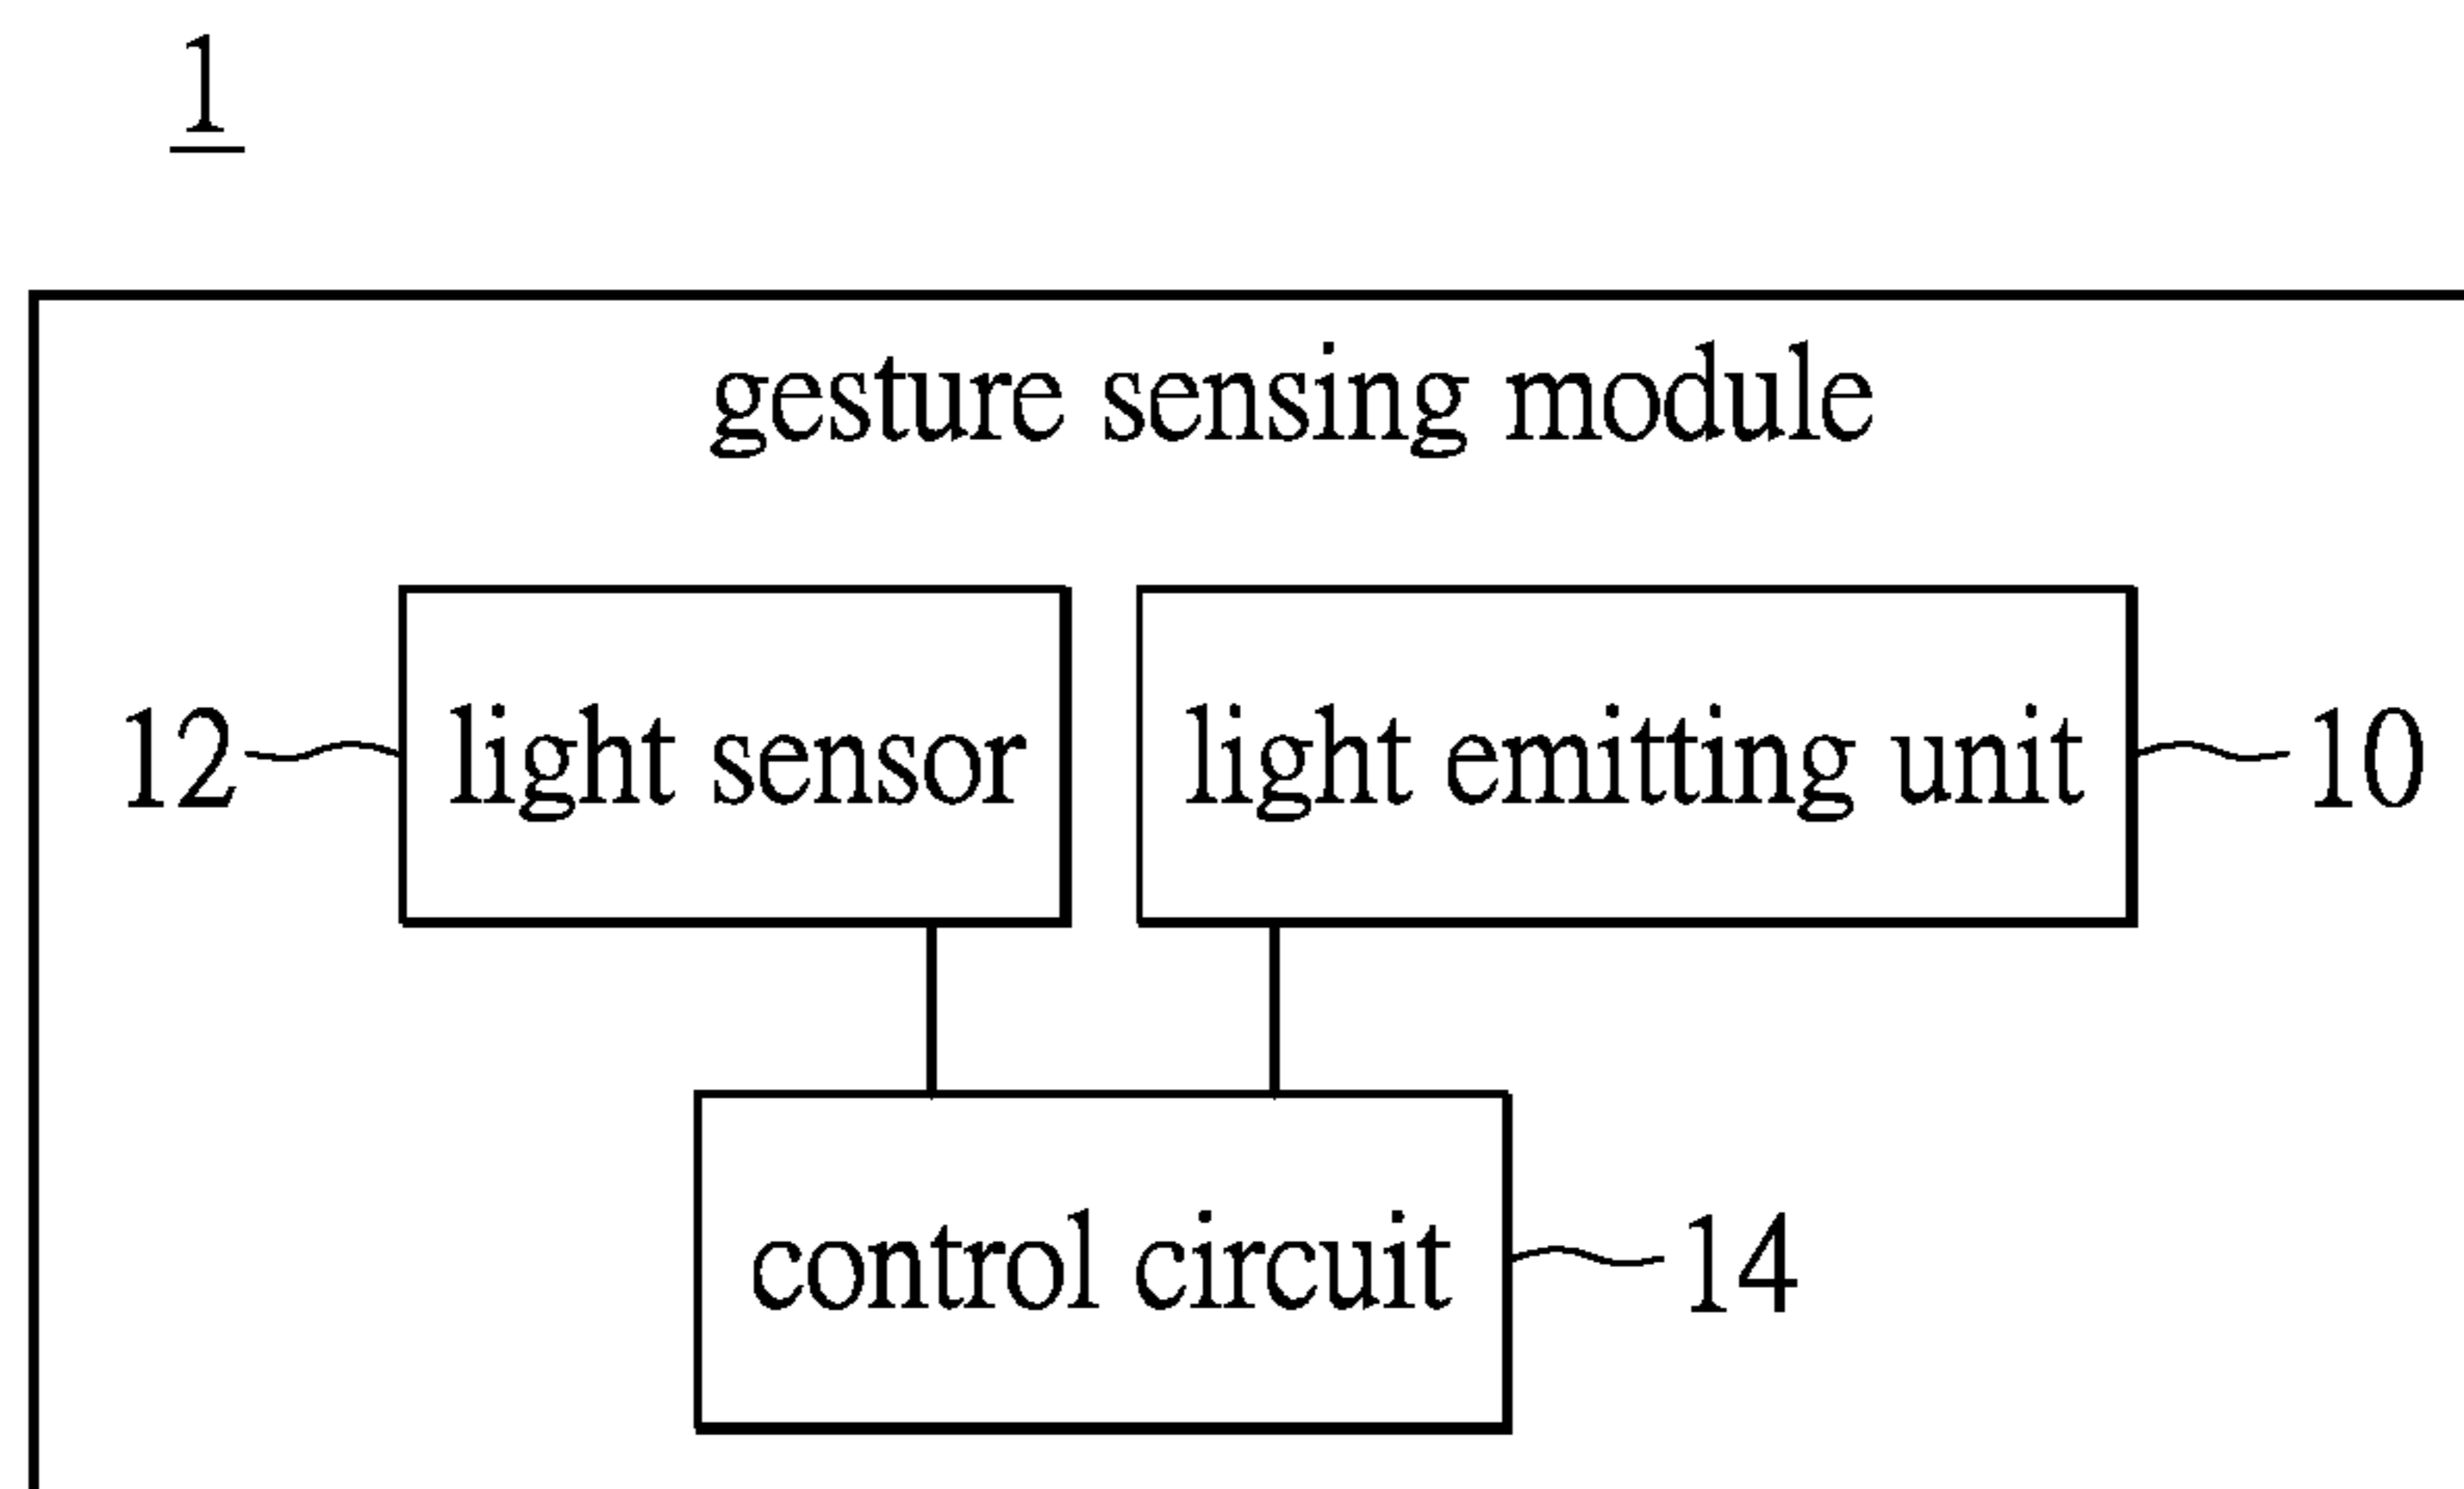 1
gesture sensing module
12 light sensor light emitting unit 10
control circuit 14